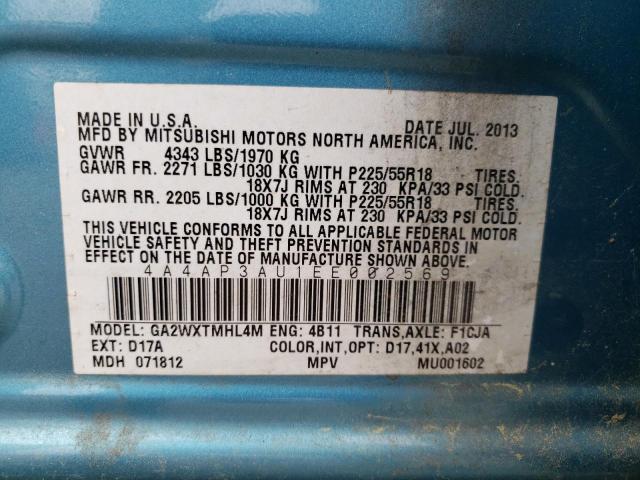 MADE IN U.S.A. DATE JUL. 2013
MFD BY MITSUBISHI MOTORS NORTH AMERICA, INC.
GVWR 4343 LBS/1970 KG
GAWR FR. 2271 LBS/1030 KG WITH P225/55R18 TIRES.
18X7J RIMS AT 230 KPA/33 PSI COLD.
GAWR RR. 2205 LBS/1000 KG WITH P225/55R18 TIRES.
18X7J RIMS AT 230 KPA/33 PSI COLD.
THIS VEHICLE CONFORMS TO ALL APPLICABLE FEDERAL MOTOR
VEHICLE SAFETY AND THEFT PREVENTION STANDARDS IN
EFFECT ON THE DATE OF MANUFACTURE SHOWN ABOVE.
4A4AP3AU1EE002569
MODEL: GA2WXTMHL4M ENG: 4B11 TRANS,AXLE: F1CJA
EXT: D17A COLOR,INT,OPT: D17,41X,A02
MDH 071812 MPV MU001602